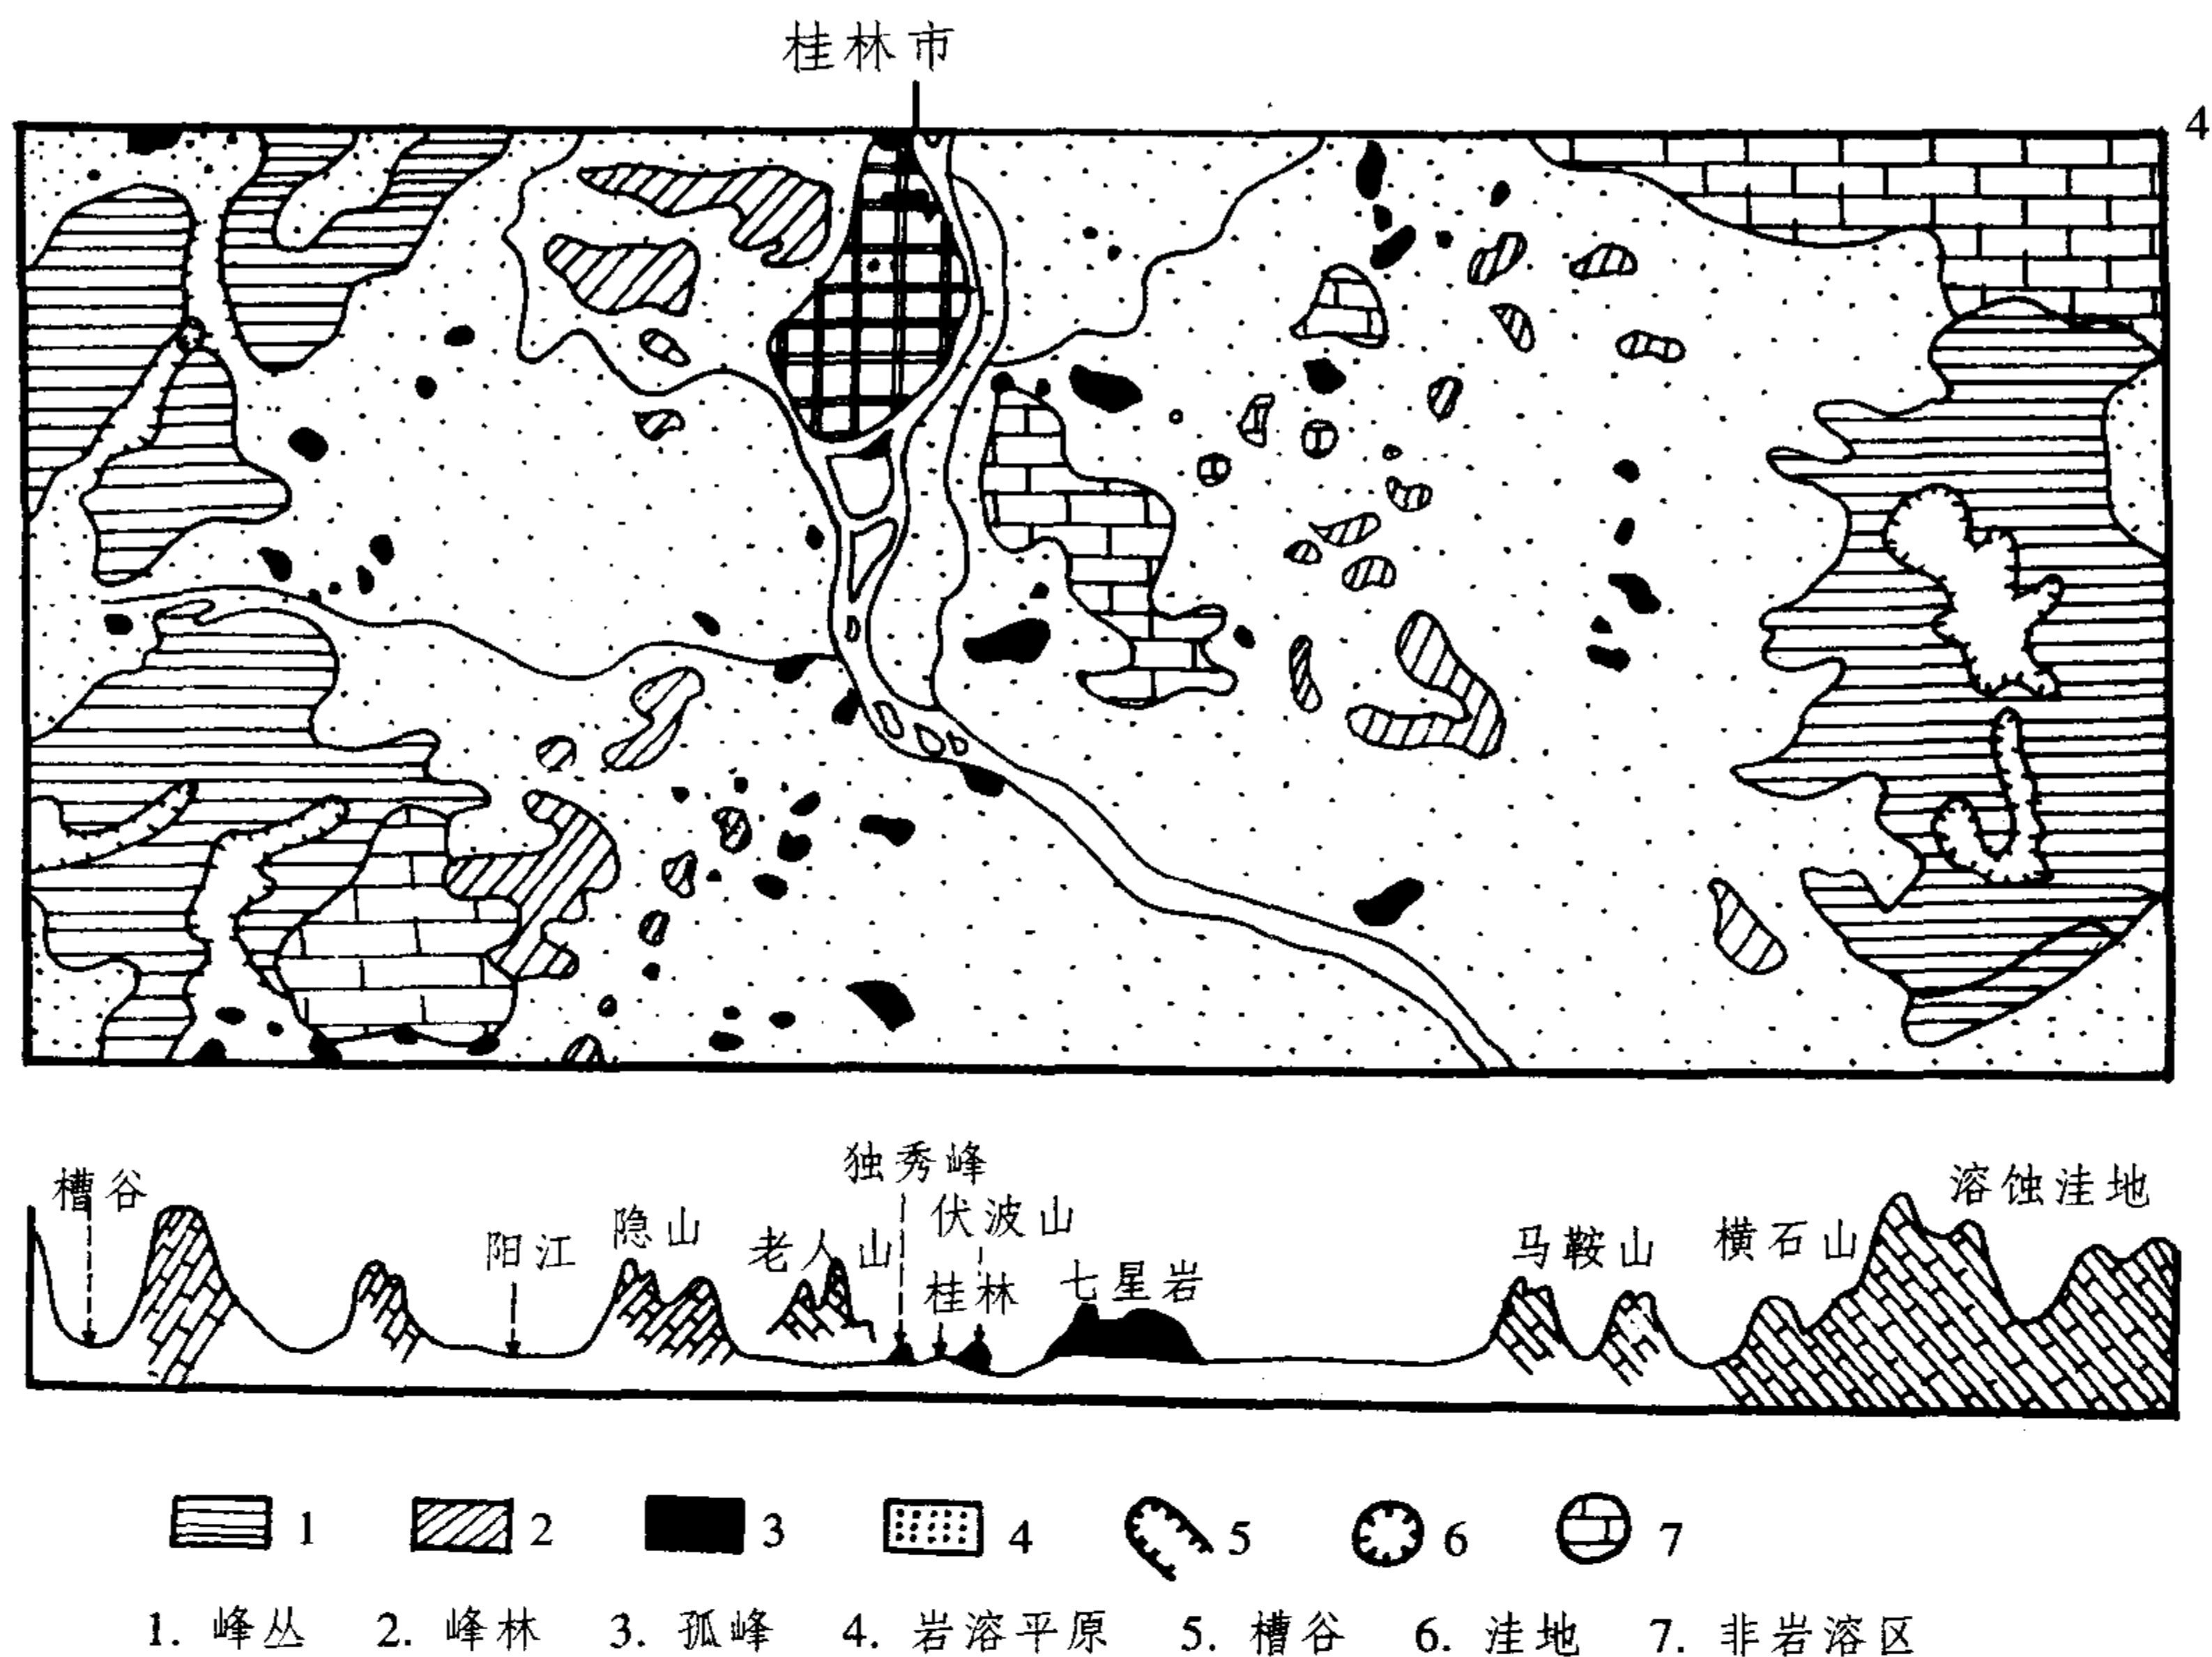 桂林市
4
槽谷
阳江
隐山
老人山
独秀峰
伏波山
桂林
七星岩
马鞍山
横石山
溶蚀洼地
1 2 3 4 5 6 7
1. 峰丛 2. 峰林 3. 孤峰 4. 岩溶平原 5. 槽谷 6. 洼地 7. 非岩溶区